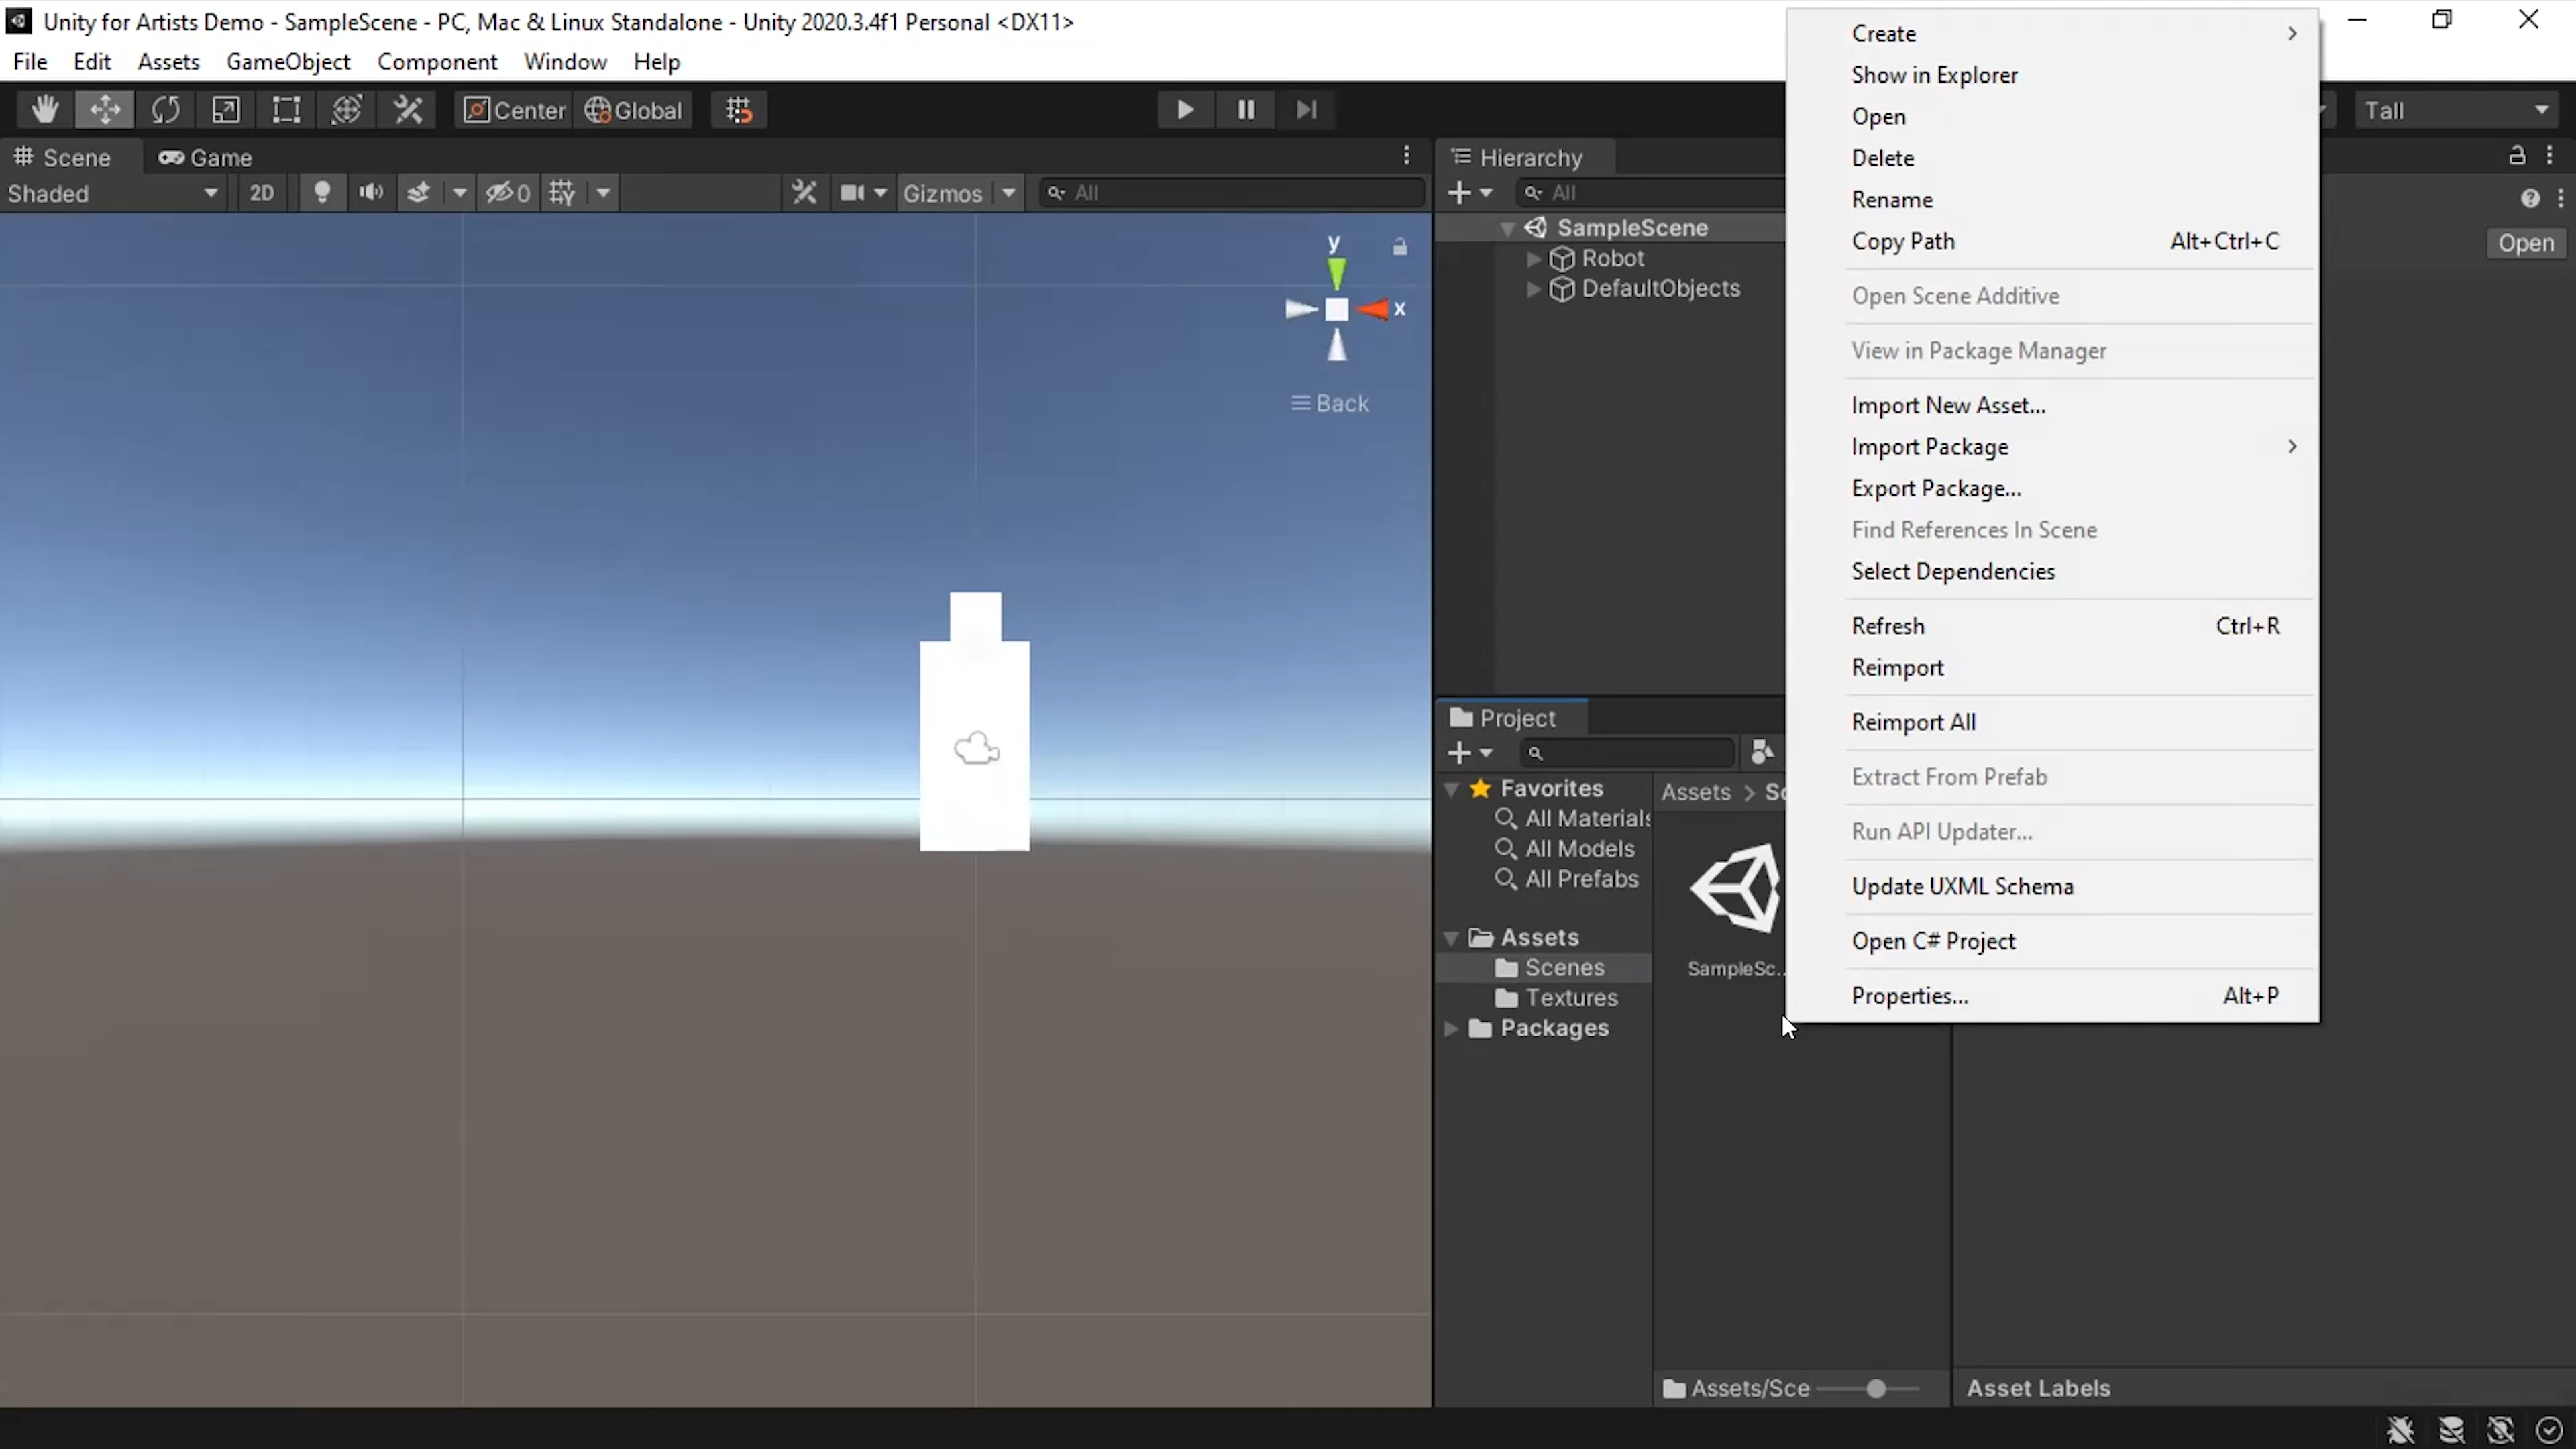 Unity for Artists Demo - SampleScene - PC, Mac & Linux Standalone - Unity 2020.3.4f1 Personal <DX11>
File Edit Assets GameObject Component Window Help
Center Global Tall
Scene Game
Shaded 2D 0 Gizmos All
y
x
Back
Hierarchy
All
SampleScene
Robot
DefaultObjects
Open
Project
Favorites
All Materials
All Models
All Prefabs
Assets
Scenes
Textures
Packages
Assets > Sc
SampleSc...
Assets/Sce
Asset Labels
Create
Show in Explorer
Open
Delete
Rename
Copy Path Alt+Ctrl+C
Open Scene Additive
View in Package Manager
Import New Asset...
Import Package
Export Package...
Find References In Scene
Select Dependencies
Refresh Ctrl+R
Reimport
Reimport All
Extract From Prefab
Run API Updater...
Update UXML Schema
Open C# Project
Properties... Alt+P